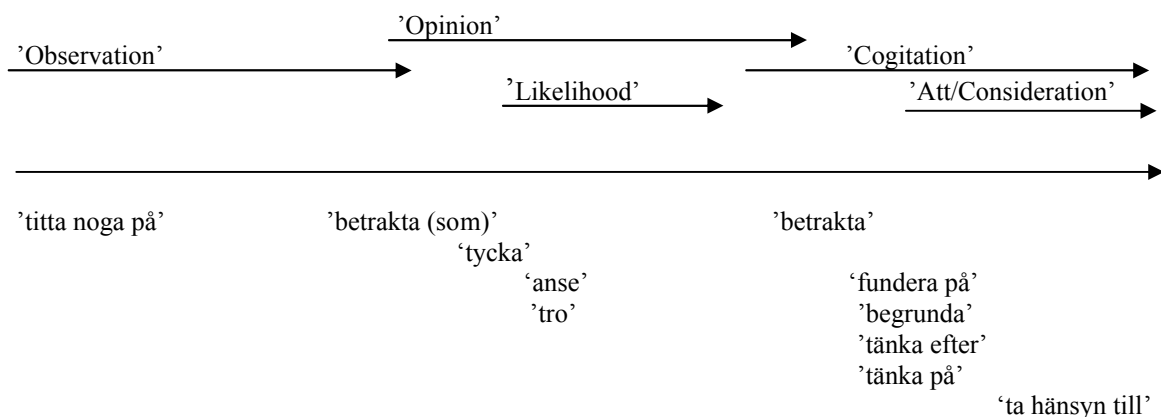 ’Opinion’
’Observation’ ’Cogitation’
’Likelihood’ ’Att/Consideration’
’titta noga på’ ’betrakta (som)’ ’betrakta’
‘tycka’
‘anse’ ‘fundera på’
’tro’ ’begrunda’
’tänka efter’
’tänka på’
‘ta hänsyn till’